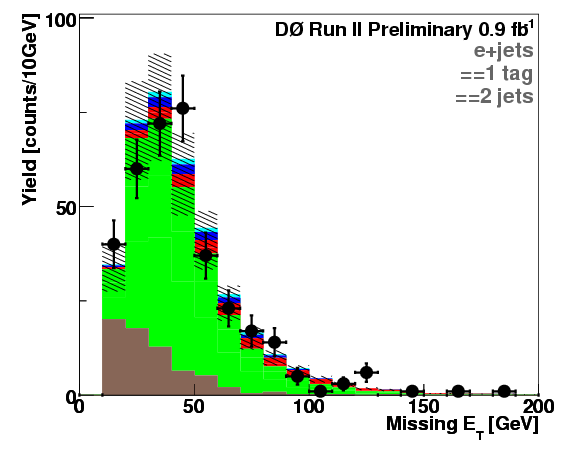 DØ Run II Preliminary 0.9 fb-1
e+jets
==1 tag
==2 jets
Yield [counts/10GeV]
100
50
0
0 50 100 150 200
Missing ET [GeV]